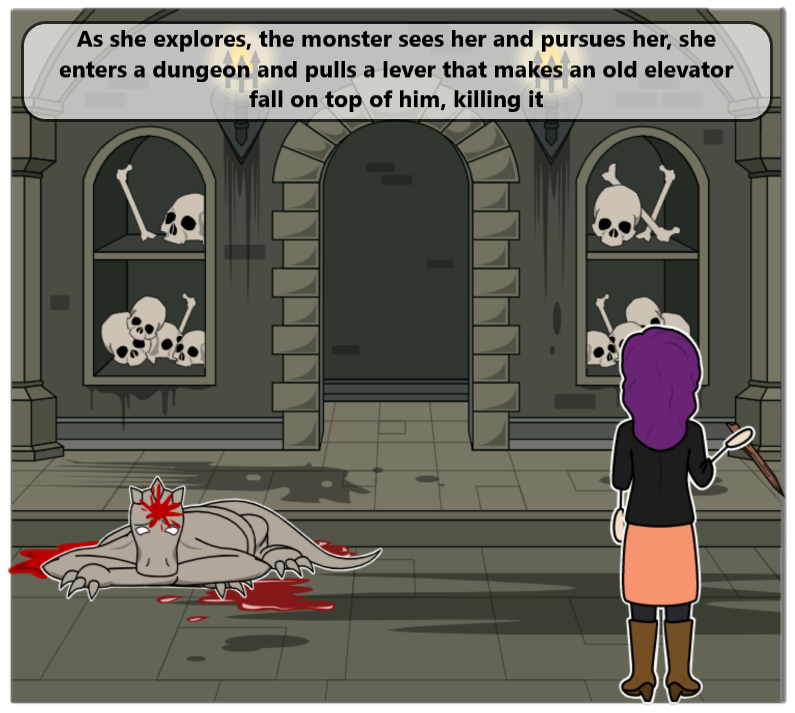 As she explores, the monster sees her and pursues her, she
enters a dungeon and pulls a lever that makes an old elevator
fall on top of him, killing it